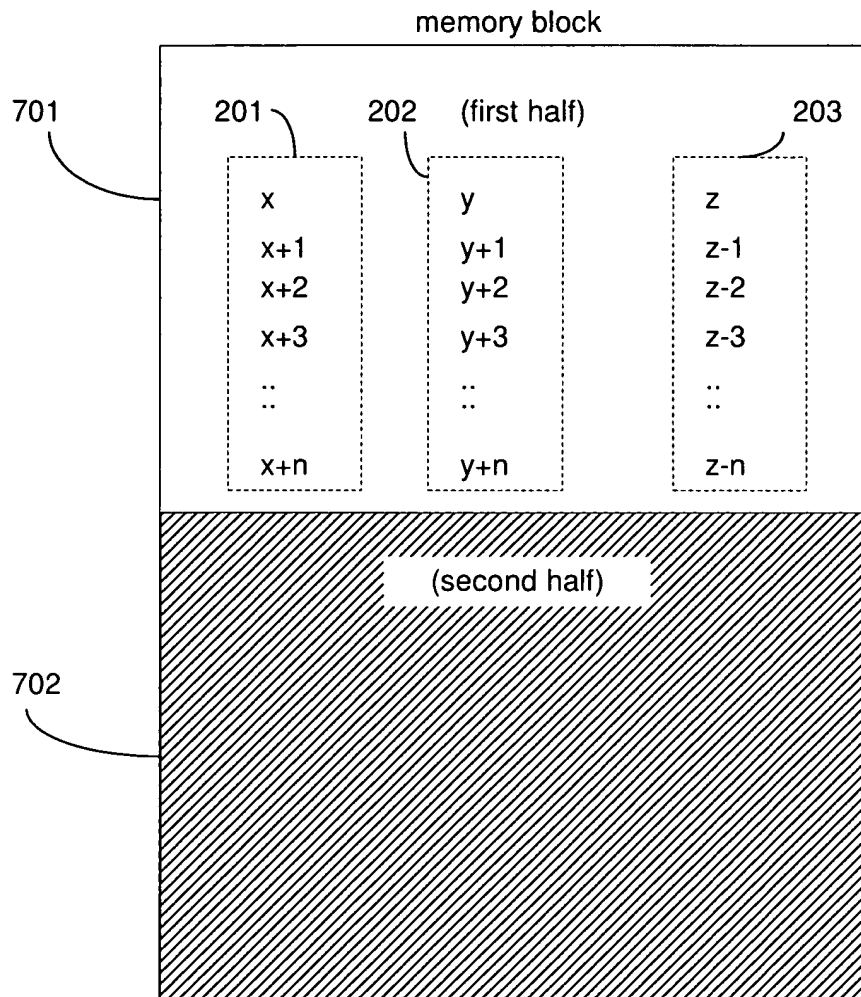 memory block
701
201
202
(first half)
203
x
y
z
x+1
y+1
z-1
x+2
y+2
z-2
x+3
y+3
z-3
::
::
::
x+n
y+n
z-n
(second half)
702